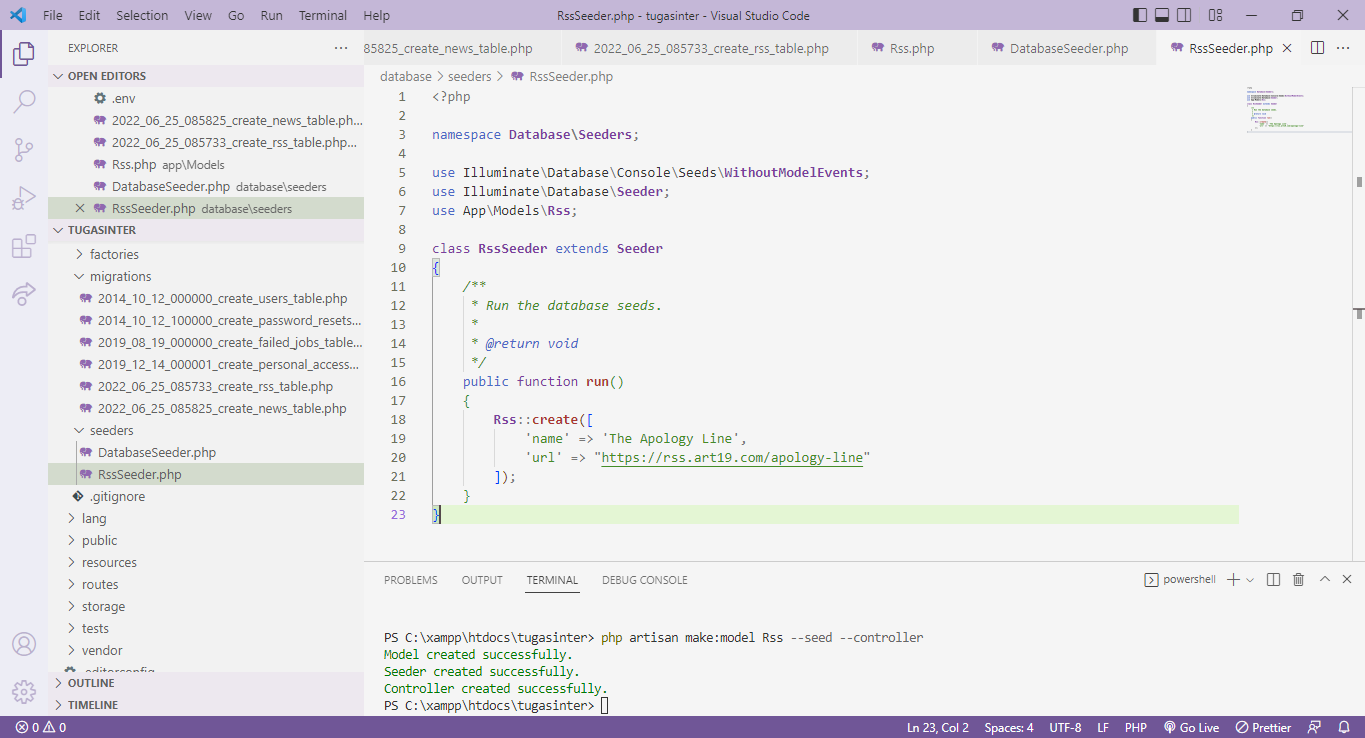 File Edit Selection View Go Run Terminal Help RssSeeder.php - tugasinter - Visual Studio Code
EXPLORER
OPEN EDITORS
.env
2022_06_25_085825_create_news_table.ph...
2022_06_25_085733_create_rss_table.php...
Rss.php app\Models
DatabaseSeeder.php database\seeders
RssSeeder.php database\seeders
TUGASINTER
factories
migrations
2014_10_12_000000_create_users_table.php
2014_10_12_100000_create_password_resets...
2019_08_19_000000_create_failed_jobs_table...
2019_12_14_000001_create_personal_access...
2022_06_25_085733_create_rss_table.php
2022_06_25_085825_create_news_table.php
seeders
DatabaseSeeder.php
RssSeeder.php
.gitignore
lang
public
resources
routes
storage
tests
vendor
.editorconfig
OUTLINE
TIMELINE
85825_create_news_table.php 2022_06_25_085733_create_rss_table.php Rss.php DatabaseSeeder.php RssSeeder.php
database > seeders > RssSeeder.php
1 <?php
2
3 namespace Database\Seeders;
4
5 use Illuminate\Database\Console\Seeds\WithoutModelEvents;
6 use Illuminate\Database\Seeder;
7 use App\Models\Rss;
8
9 class RssSeeder extends Seeder
10 {
11 /**
12 * Run the database seeds.
13 *
14 * @return void
15 */
16 public function run()
17 {
18 Rss::create([
19 'name' => 'The Apology Line',
20 'url' => "https://rss.art19.com/apology-line"
21 ]);
22 }
23 }
PROBLEMS OUTPUT TERMINAL DEBUG CONSOLE powershell
PS C:\xampp\htdocs\tugasinter> php artisan make:model Rss --seed --controller
Model created successfully.
Seeder created successfully.
Controller created successfully.
PS C:\xampp\htdocs\tugasinter>
0 0 Ln 23, Col 2 Spaces: 4 UTF-8 LF PHP Go Live Prettier